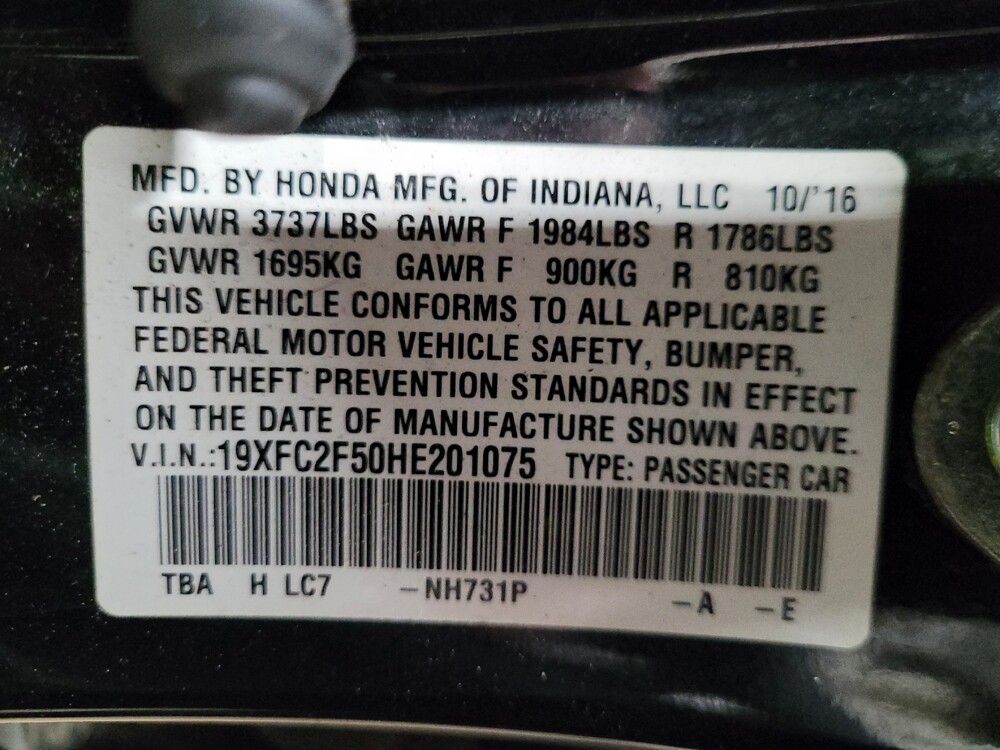 MFD. BY HONDA MFG. OF INDIANA, LLC 10/'16
GVWR 3737LBS GAWR F 1984LBS R 1786LBS
GVWR 1695KG GAWR F 900KG R 810KG
THIS VEHICLE CONFORMS TO ALL APPLICABLE
FEDERAL MOTOR VEHICLE SAFETY, BUMPER,
AND THEFT PREVENTION STANDARDS IN EFFECT
ON THE DATE OF MANUFACTURE SHOWN ABOVE.
V.I.N.:19XFC2F50HE201075 TYPE: PASSENGER CAR
TBA H LC7 –NH731P –A –E